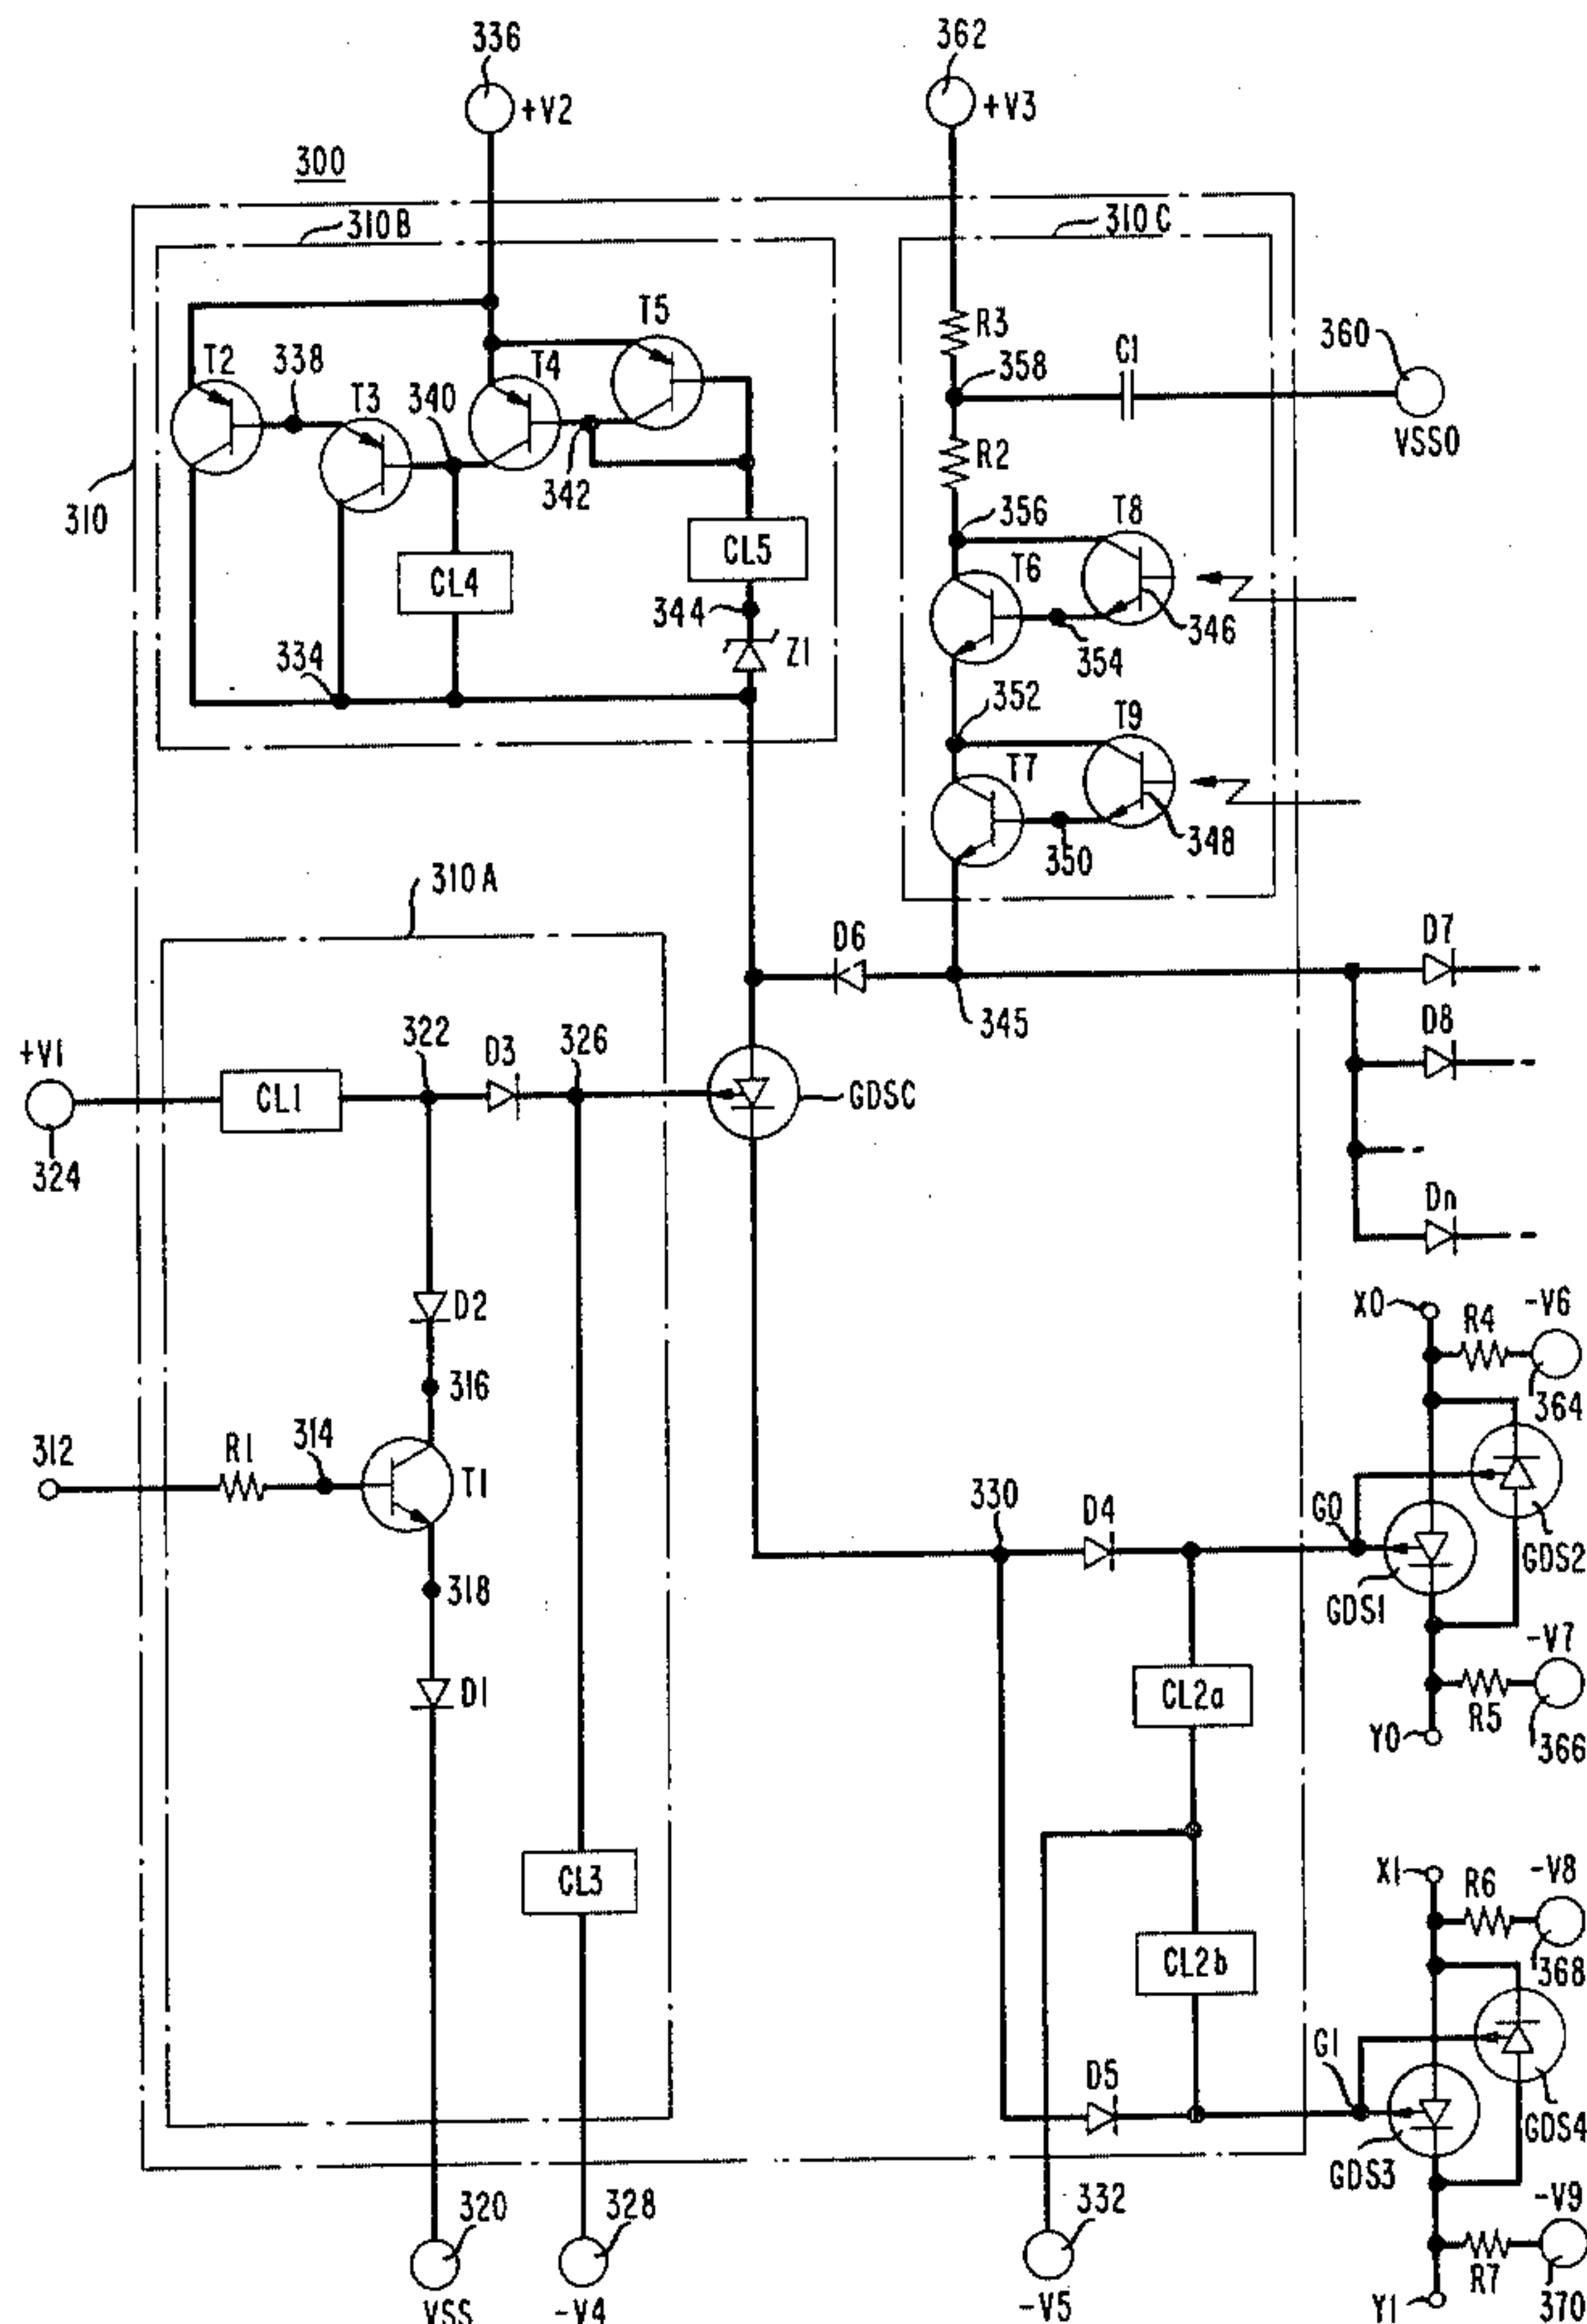 336
362
+V2
+V3
300
310B
310C
T5
R3
C1
360
T2
338
T4
358
T3
340
VSSO
R2
342
356
T8
310
CL5
T6
CL4
344
346
Z1
354
334
352
T9
T7
348
350
310A
D6
D7
345
322
D3
326
D8
+V1
CL1
GDSC
324
Dn
X0
-V6
R4
D2
316
364
312
R1
314
T1
330
D4
G0
GDS2
318
GDS1
-V7
D1
CL2a
R5
Y0
366
X1
R6
-V8
CL3
CL2b
368
G1
D5
GDS4
GDS3
320
328
332
-V9
R7
VSS
-V4
-V5
Y1
370